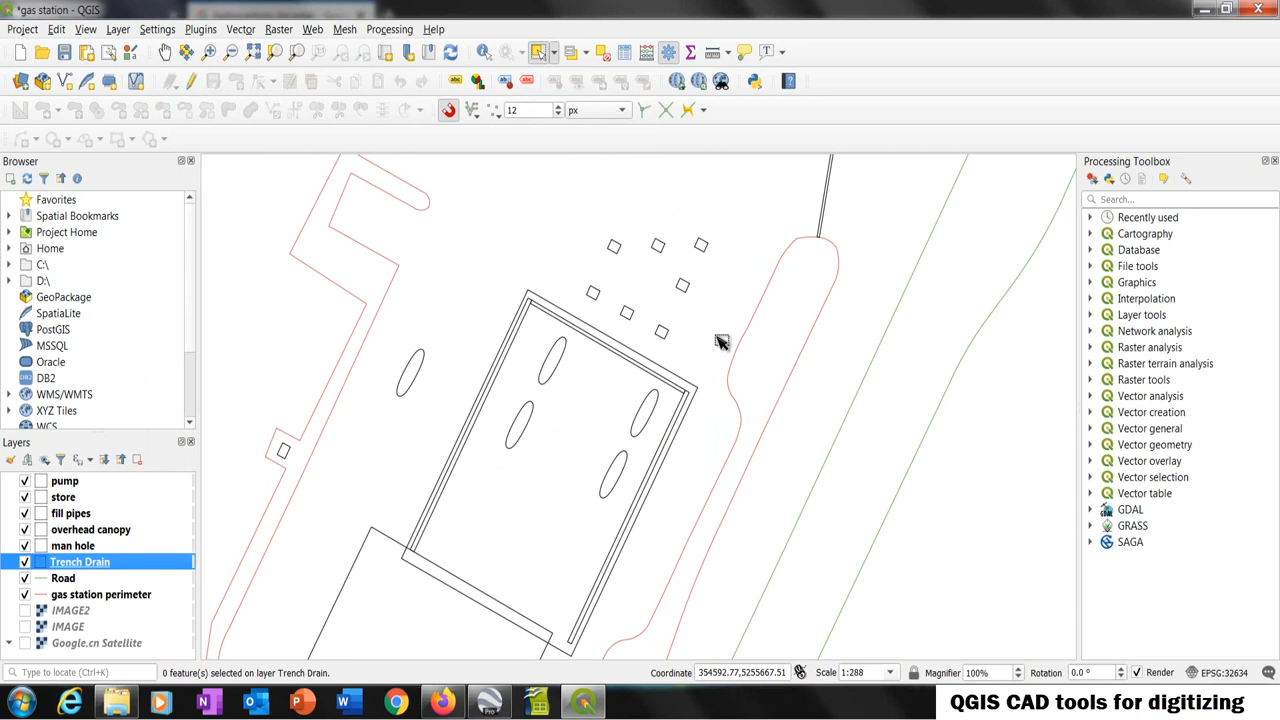 *gas station - QGIS
Project Edit View Layer Settings Plugins Vector Raster Web Mesh Processing Help
12 px
Browser
Favorites
Spatial Bookmarks
Project Home
Home
C:\
D:\
GeoPackage
SpatiaLite
PostGIS
MSSQL
Oracle
DB2
WMS/WMTS
XYZ Tiles
WCS
Layers
pump
store
fill pipes
overhead canopy
man hole
Trench Drain
Road
gas station perimeter
IMAGE2
IMAGE
Google.cn Satellite
Processing Toolbox
Search...
Recently used
Cartography
Database
File tools
Graphics
Interpolation
Layer tools
Network analysis
Raster analysis
Raster terrain analysis
Raster tools
Vector analysis
Vector creation
Vector general
Vector geometry
Vector overlay
Vector selection
Vector table
GDAL
GRASS
SAGA
Type to locate (Ctrl+K) 0 feature(s) selected on layer Trench Drain. Coordinate 354592.77,5255667.51 Scale 1:288 Magnifier 100% Rotation 0.0 ° Render EPSG:32634
QGIS CAD tools for digitizing